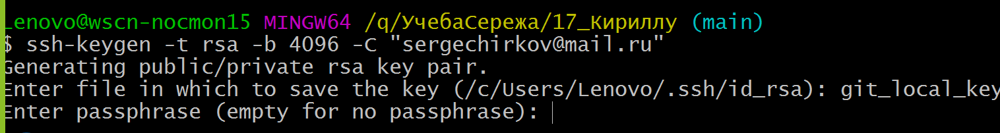 Lenovo@wscn-nocmon15 MINGW64 /q/УчебаСережа/17_Кириллу (main)
$ ssh-keygen -t rsa -b 4096 -C "sergechirkov@mail.ru"
Generating public/private rsa key pair.
Enter file in which to save the key (/c/Users/Lenovo/.ssh/id_rsa): git_local_key
Enter passphrase (empty for no passphrase):